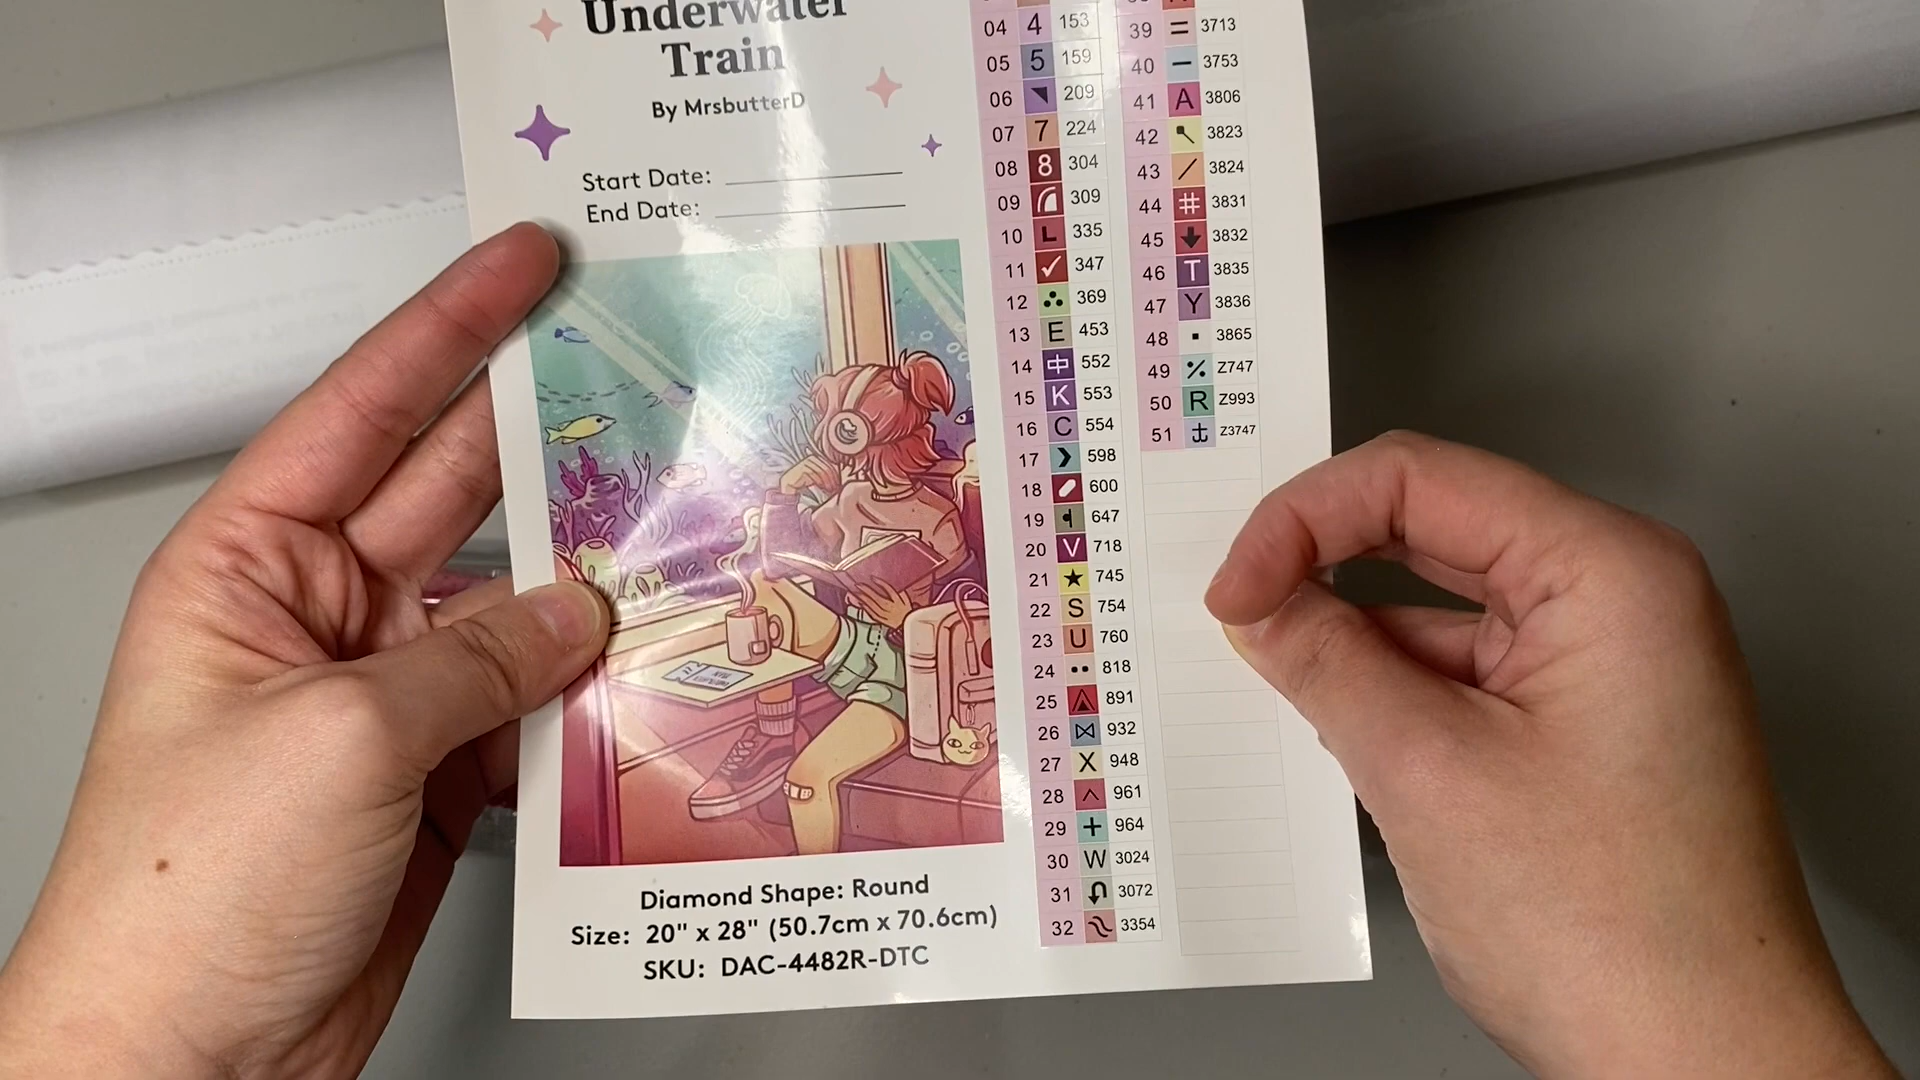 Underwater
Train
By MrsbutterD
Start Date:
End Date:
Diamond Shape: Round
Size: 20" x 28" (50.7cm x 70.6cm)
SKU: DAC-4482R-DTC
04 4 153
05 5 159
06 209
07 7 224
08 8 304
09 309
10 L 335
11 ✓ 347
12 369
13 E 453
14 中 552
15 K 553
16 C 554
17 598
18 600
19 647
20 V 718
21 ★ 745
22 S 754
23 U 760
24 •• 818
25 891
26 932
27 X 948
28 ^ 961
29 + 964
30 W 3024
31 3072
32 3354
39 = 3713
40 – 3753
41 A 3806
42 3823
43 / 3824
44 # 3831
45 3832
46 T 3835
47 Y 3836
48 ▪ 3865
49 % Z747
50 R Z993
51 Z3747